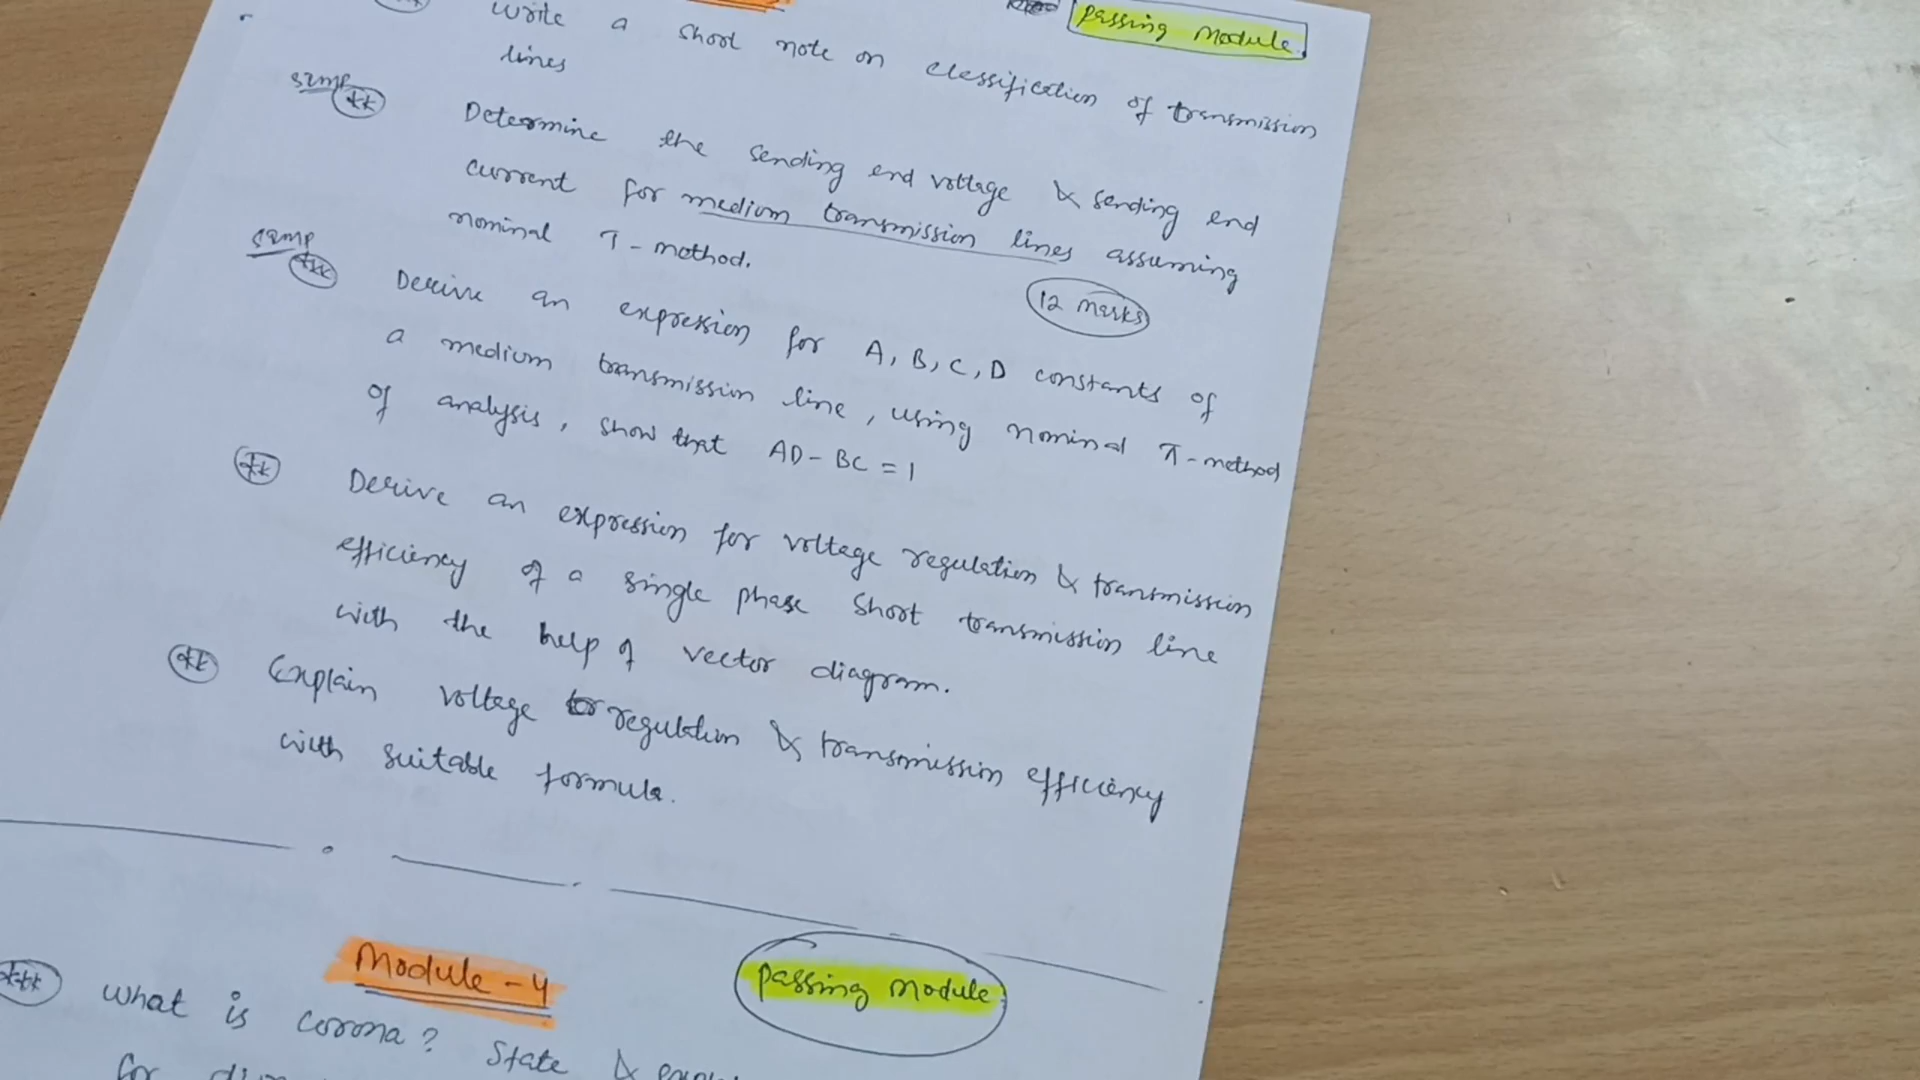 Passing Module.
Write a short note on classification of transmission
lines
samp
** Determine the sending end voltage & sending end
current for medium transmission lines assuming
nominal T-method.
12 marks
samp
*** Derive an expression for A, B, C, D constants of
a medium transmission line, using nominal π-method
of analysis, show that AD - BC = 1
** Derive an expression for voltage regulation & transmission
efficiency of a single phase short transmission line
with the help of vector diagram.
** Explain voltage regulation & transmission efficiency
with suitable formula.
Module - 4
passing module.
*** What is corona? State &
for